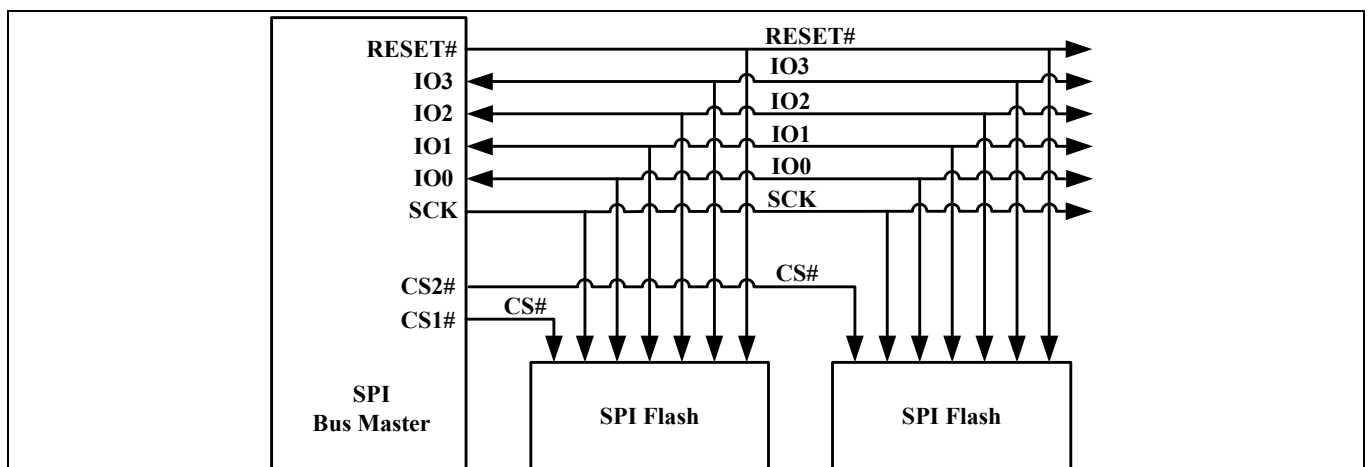 RESET# RESET#
IO3 IO3
IO2 IO2
IO1 IO1
IO0 IO0
SCK SCK
CS2# CS#
CS1# CS#
SPI
Bus Master
SPI Flash
SPI Flash